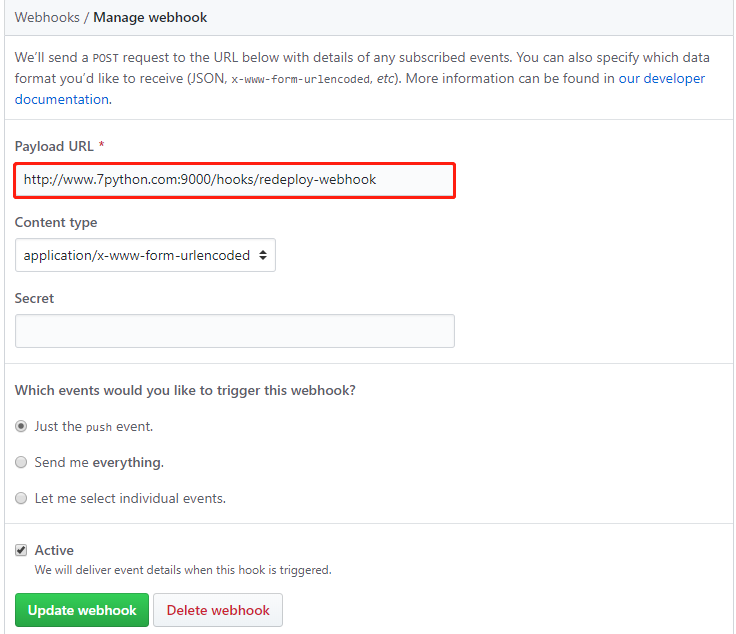 Webhooks / Manage webhook
We’ll send a POST request to the URL below with details of any subscribed events. You can also specify which data
format you’d like to receive (JSON, x-www-form-urlencoded, etc). More information can be found in our developer
documentation.
Payload URL *
http://www.7python.com:9000/hooks/redeploy-webhook
Content type
application/x-www-form-urlencoded
Secret
Which events would you like to trigger this webhook?
Just the push event.
Send me everything.
Let me select individual events.
Active
We will deliver event details when this hook is triggered.
Update webhook Delete webhook